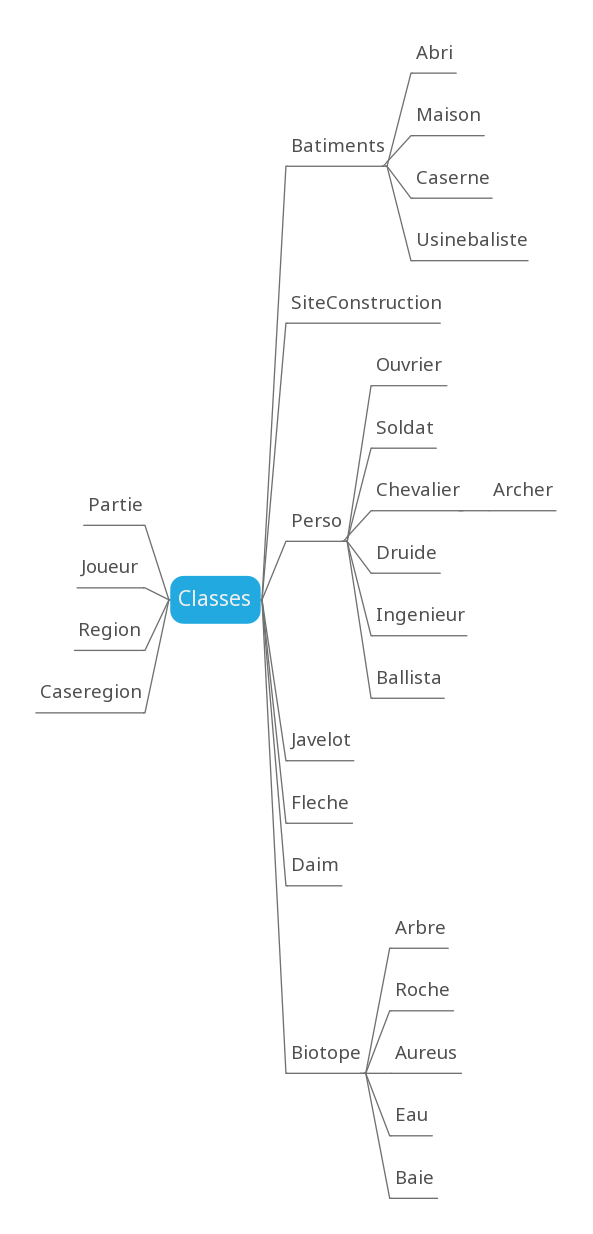 Abri
Maison
Batiments
Caserne
Usinebaliste
SiteConstruction
Ouvrier
Soldat
Chevalier Archer
Partie
Perso
Druide
Joueur
Classes
Ingenieur
Region
Ballista
Caseregion
Javelot
Fleche
Daim
Arbre
Roche
Biotope Aureus
Eau
Baie